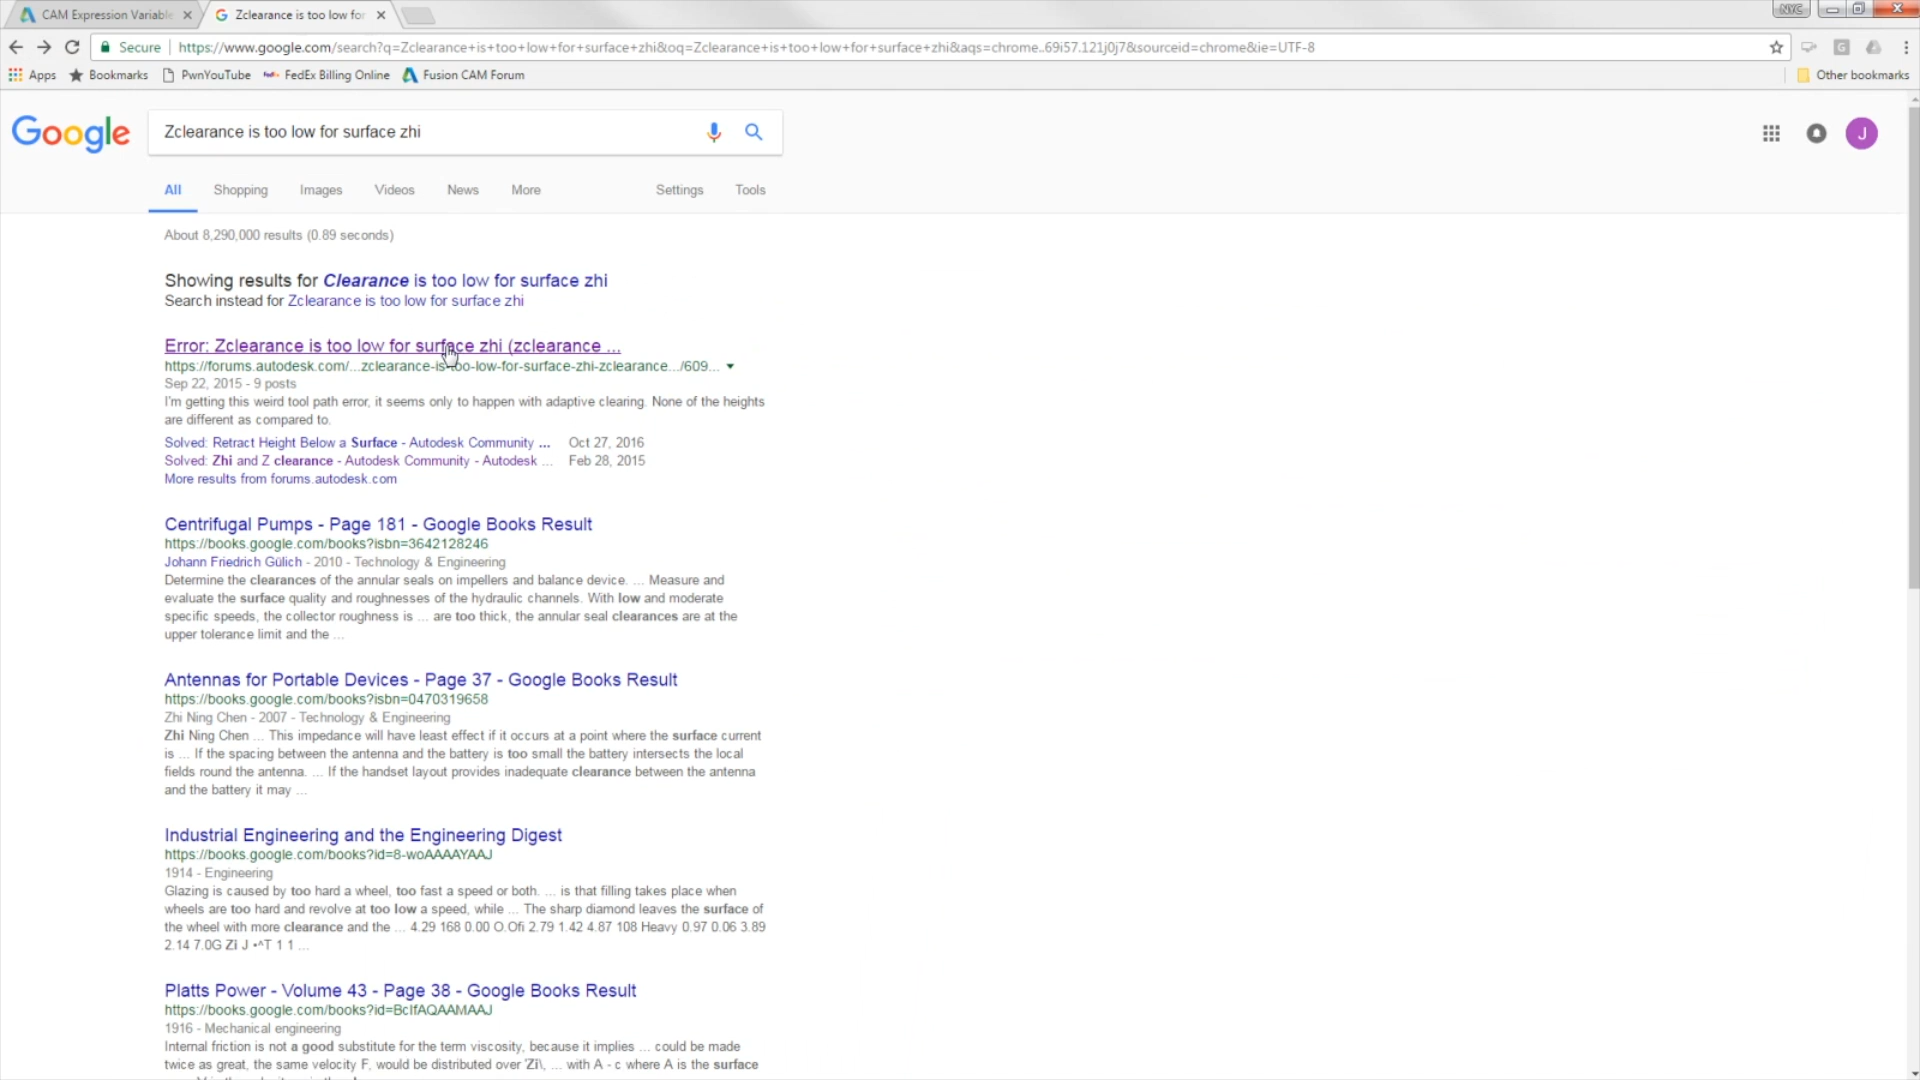 CAM Expression Variable
Zclearance is too low for
NYC
Secure
https://www.google.com/search?q=Zclearance+is+too+low+for+surface+zhi&oq=Zclearance+is+too+low+for+surface+zhi&aqs=chrome..69i57.121j0j7&sourceid=chrome&ie=UTF-8
Apps Bookmarks PwnYouTube FedEx Billing Online Fusion CAM Forum Other bookmarks
Google
Zclearance is too low for surface zhi
J
All Shopping Images Videos News More Settings Tools
About 8,290,000 results (0.89 seconds)
Showing results for Clearance is too low for surface zhi
Search instead for Zclearance is too low for surface zhi
Error: Zclearance is too low for surface zhi (zclearance ...
https://forums.autodesk.com/...zclearance-is-too-low-for-surface-zhi-zclearance.../609...
Sep 22, 2015 - 9 posts
I'm getting this weird tool path error, it seems only to happen with adaptive clearing. None of the heights
are different as compared to.
Solved: Retract Height Below a Surface - Autodesk Community ... Oct 27, 2016
Solved: Zhi and Z clearance - Autodesk Community - Autodesk ... Feb 28, 2015
More results from forums.autodesk.com
Centrifugal Pumps - Page 181 - Google Books Result
https://books.google.com/books?isbn=3642128246
Johann Friedrich Gülich - 2010 - Technology & Engineering
Determine the clearances of the annular seals on impellers and balance device. ... Measure and
evaluate the surface quality and roughnesses of the hydraulic channels. With low and moderate
specific speeds, the collector roughness is ... are too thick, the annular seal clearances are at the
upper tolerance limit and the ...
Antennas for Portable Devices - Page 37 - Google Books Result
https://books.google.com/books?isbn=0470319658
Zhi Ning Chen - 2007 - Technology & Engineering
Zhi Ning Chen ... This impedance will have least effect if it occurs at a point where the surface current
is ... If the spacing between the antenna and the battery is too small the battery intersects the local
fields round the antenna. ... If the handset layout provides inadequate clearance between the antenna
and the battery it may ...
Industrial Engineering and the Engineering Digest
https://books.google.com/books?id=8-woAAAAYAAJ
1914 - Engineering
Glazing is caused by too hard a wheel, too fast a speed or both. ... is that filling takes place when
wheels are too hard and revolve at too low a speed, while ... The sharp diamond leaves the surface of
the wheel with more clearance and the ... 4.29 168 0.00 O.Ofi 2.79 1.42 4.87 108 Heavy 0.97 0.06 3.89
2.14 7.0G Zi J •^T 1 1 ...
Platts Power - Volume 43 - Page 38 - Google Books Result
https://books.google.com/books?id=BclfAQAAMAAJ
1916 - Mechanical engineering
Internal friction is not a good substitute for the term viscosity, because it implies ... could be made
twice as great, the same velocity F, would be distributed over 'Zi\, ... with A - c where A is the surface